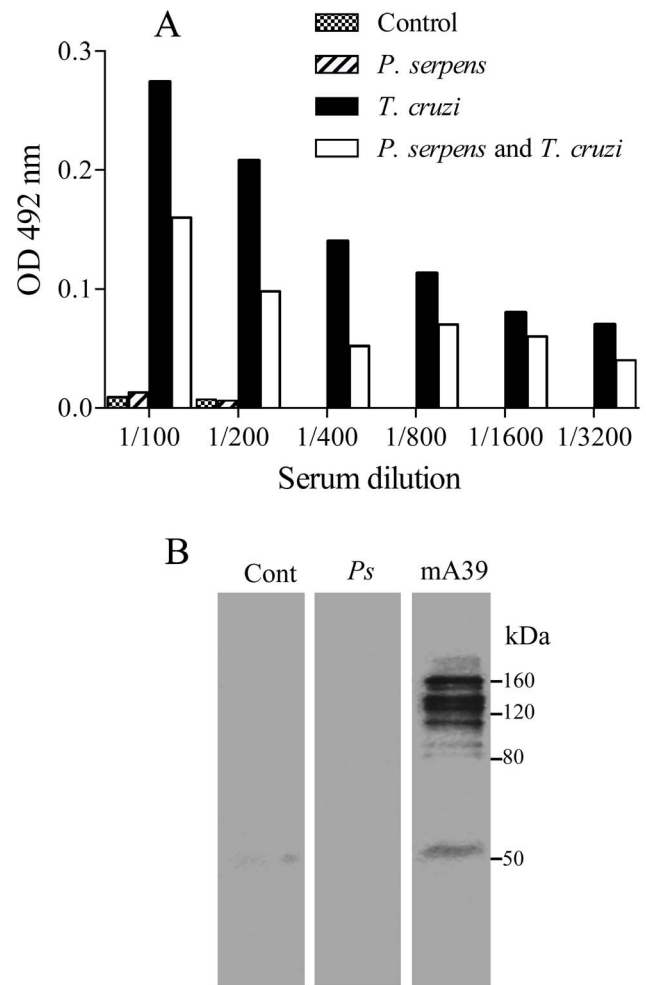 A
Control
P. serpens
T. cruzi
P. serpens and T. cruzi
OD 492 nm
0.3
0.2
0.1
0.0
1/100 1/200 1/400 1/800 1/1600 1/3200
Serum dilution
B
Cont Ps mA39
kDa
160
120
80
50